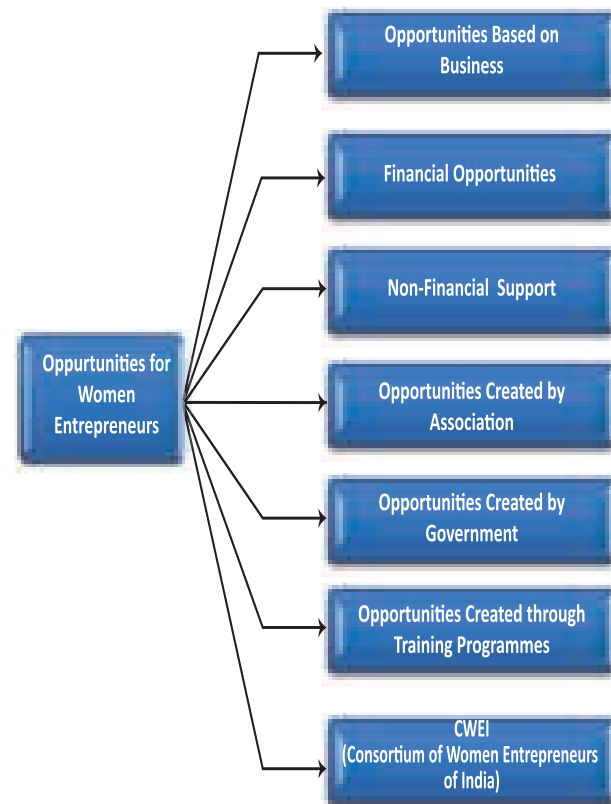 Oppurtunities for
Women
Entrepreneurs
Opportunities Based on
Business
Financial Opportunities
Non-Financial Support
Opportunities Created by
Association
Opportunities Created by
Government
Opportunities Created through
Training Programmes
CWEI
(Consortium of Women Entrepreneurs
of India)